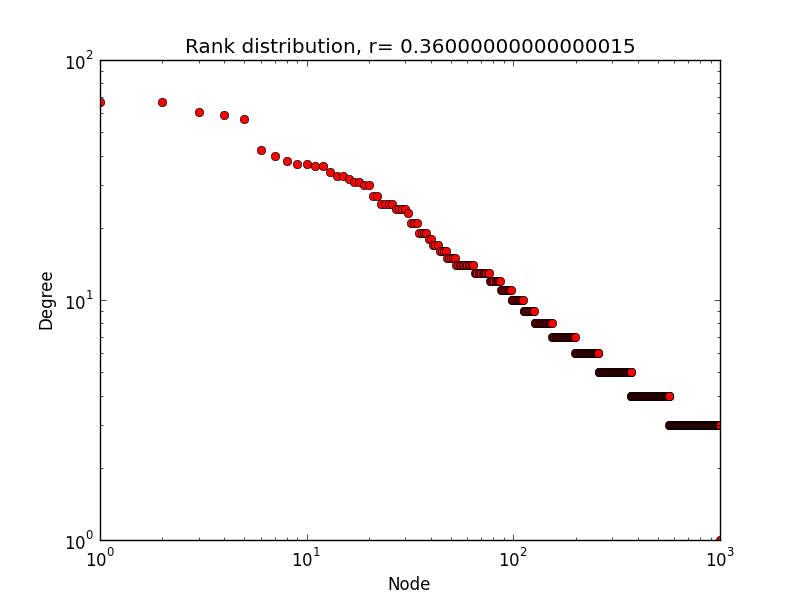 Rank distribution, r= 0.36000000000000015
10²
10¹
10⁰
Degree
10⁰ 10¹ 10² 10³
Node